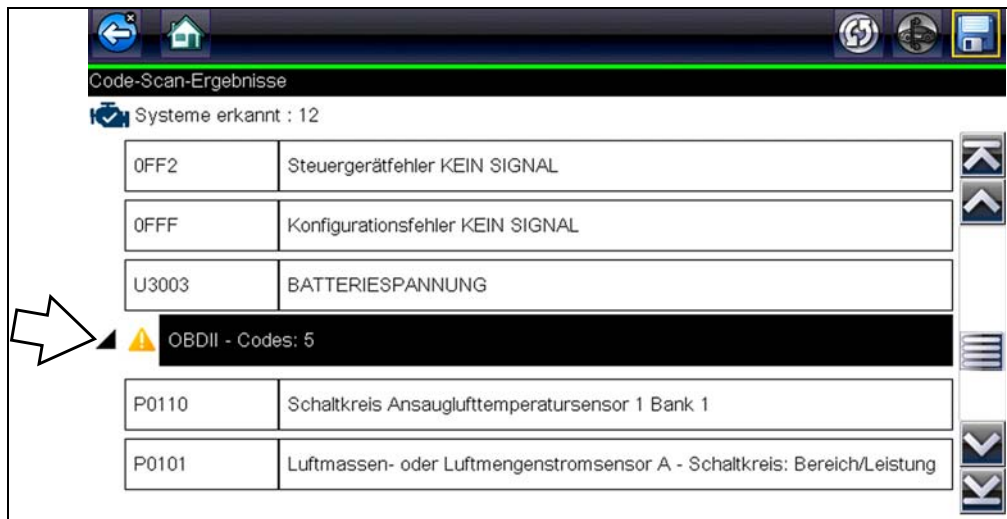 Code-Scan-Ergebnisse
Systeme erkannt : 12
0FF2 Steuergerätfehler KEIN SIGNAL
0FFF Konfigurationsfehler KEIN SIGNAL
U3003 BATTERIESPANNUNG
OBDII - Codes: 5
P0110 Schaltkreis Ansauglufttemperatursensor 1 Bank 1
P0101 Luftmassen- oder Luftmengenstromsensor A - Schaltkreis: Bereich/Leistung